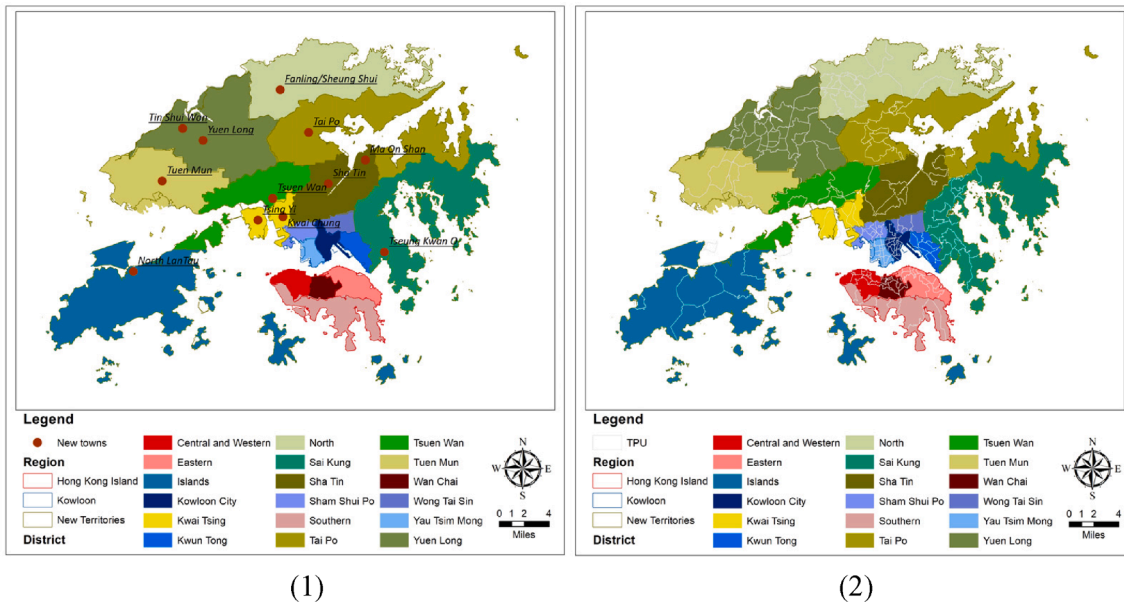 Fanling/Sheung Shui
Tin Shui Wan
Tai Po
Yuen Long
Ma On Shan
Tuen Mun
Sha Tin
Tsuen Wan
Tsing Yi
Kwai Chung
Tseung Kwan O
North LanTau
Legend
New towns
Region
Hong Kong Island
Kowloon
New Territories
District
Central and Western
Eastern
Islands
Kowloon City
Kwai Tsing
Kwun Tong
North
Sai Kung
Sha Tin
Sham Shui Po
Southern
Tai Po
Tsuen Wan
Tuen Mun
Wan Chai
Wong Tai Sin
Yau Tsim Mong
Yuen Long
N
W E
S
0 1 2 4
Miles
(1)
Legend
TPU
Region
Hong Kong Island
Kowloon
New Territories
District
Central and Western
Eastern
Islands
Kowloon City
Kwai Tsing
Kwun Tong
North
Sai Kung
Sha Tin
Sham Shui Po
Southern
Tai Po
Tsuen Wan
Tuen Mun
Wan Chai
Wong Tai Sin
Yau Tsim Mong
Yuen Long
N
W E
S
0 1 2 4
Miles
(2)